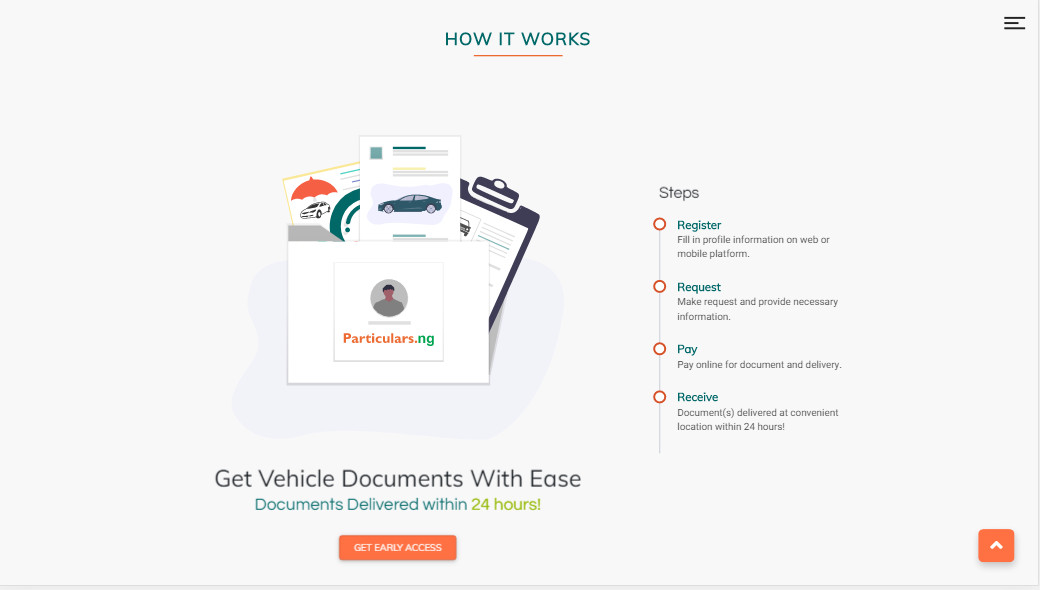 HOW IT WORKS
Particulars.ng
Get Vehicle Documents With Ease
Documents Delivered within 24 hours!
GET EARLY ACCESS
Steps
Register
Fill in profile information on web or
mobile platform.
Request
Make request and provide necessary
information.
Pay
Pay online for document and delivery.
Receive
Document(s) delivered at convenient
location within 24 hours!